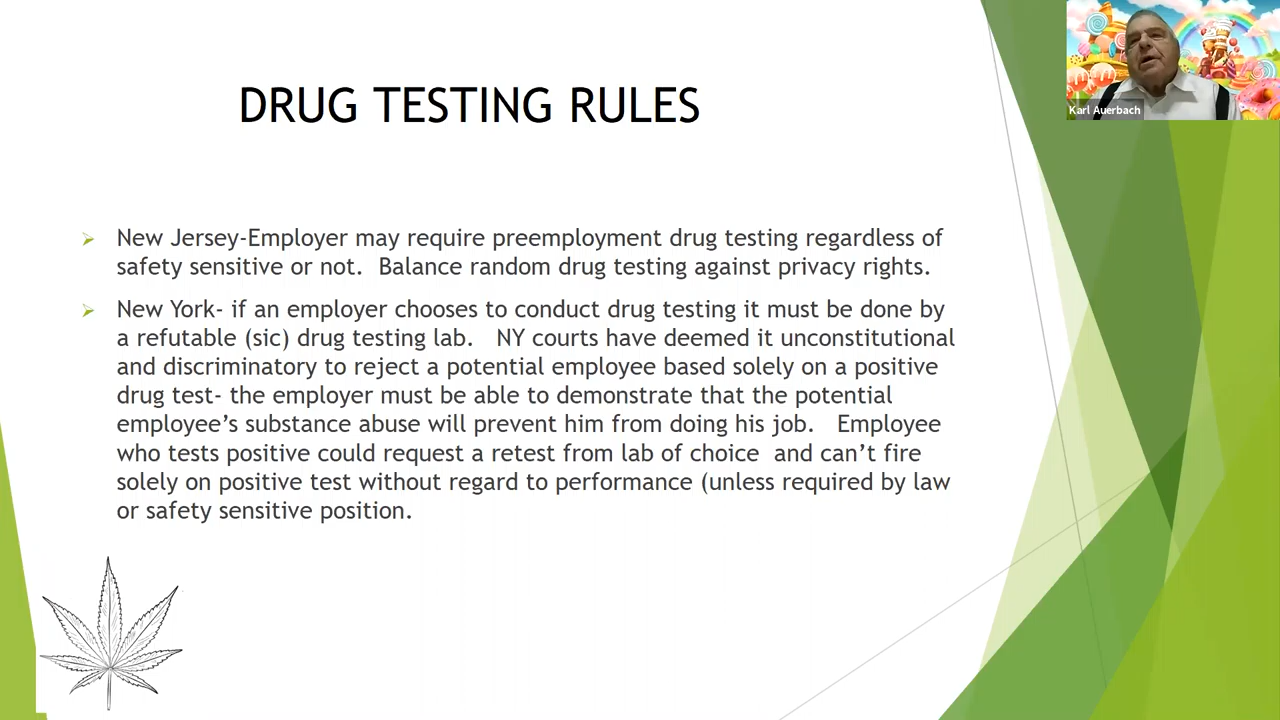 DRUG TESTING RULES
Karl Auerbach
New Jersey-Employer may require preemployment drug testing regardless of
safety sensitive or not.  Balance random drug testing against privacy rights.
New York- if an employer chooses to conduct drug testing it must be done by
a refutable (sic) drug testing lab.   NY courts have deemed it unconstitutional
and discriminatory to reject a potential employee based solely on a positive
drug test- the employer must be able to demonstrate that the potential
employee’s substance abuse will prevent him from doing his job.   Employee
who tests positive could request a retest from lab of choice  and can’t fire
solely on positive test without regard to performance (unless required by law
or safety sensitive position.